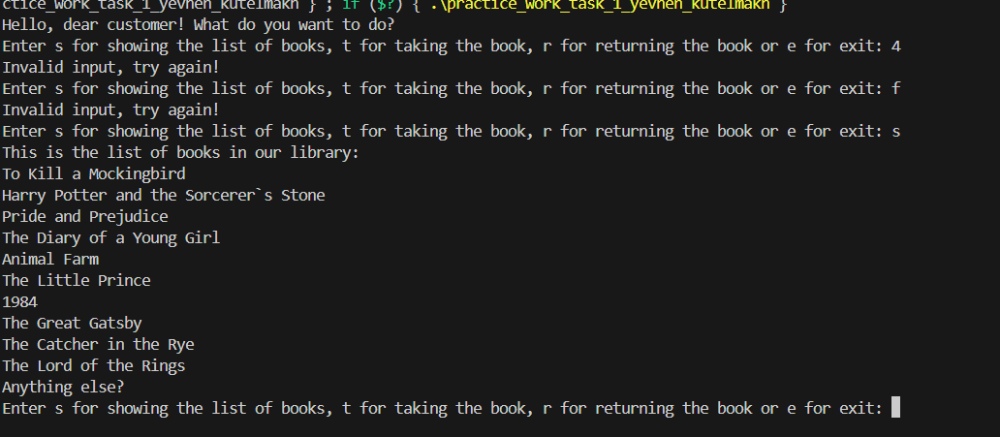 ctice_work_task_1_yevheh_kutelmakh } ; if ($?) { .\practice_work_task_1_yevheh_kutelmakh }
Hello, dear customer! What do you want to do?
Enter s for showing the list of books, t for taking the book, r for returning the book or e for exit: 4
Invalid input, try again!
Enter s for showing the list of books, t for taking the book, r for returning the book or e for exit: f
Invalid input, try again!
Enter s for showing the list of books, t for taking the book, r for returning the book or e for exit: s
This is the list of books in our library:
To Kill a Mockingbird
Harry Potter and the Sorcerer`s Stone
Pride and Prejudice
The Diary of a Young Girl
Animal Farm
The Little Prince
1984
The Great Gatsby
The Catcher in the Rye
The Lord of the Rings
Anything else?
Enter s for showing the list of books, t for taking the book, r for returning the book or e for exit: